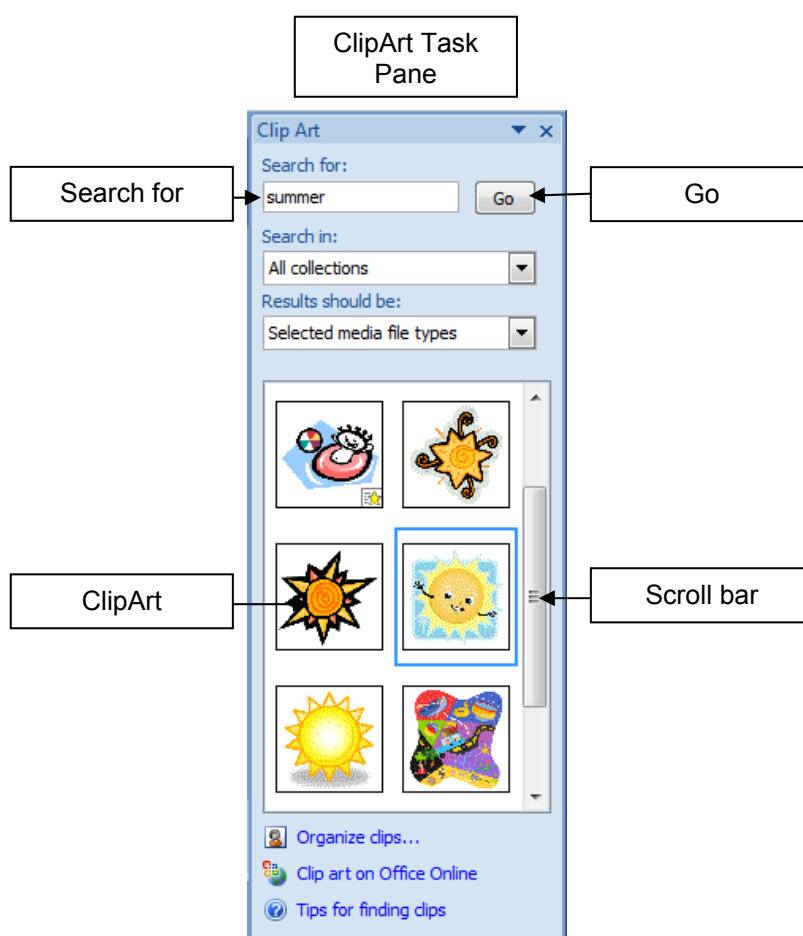 ClipArt Task
Pane
Clip Art
Search for:
Search for
summer
Go
Go
Search in:
All collections
Results should be:
Selected media file types
ClipArt
Scroll bar
Organize clips...
Clip art on Office Online
Tips for finding clips